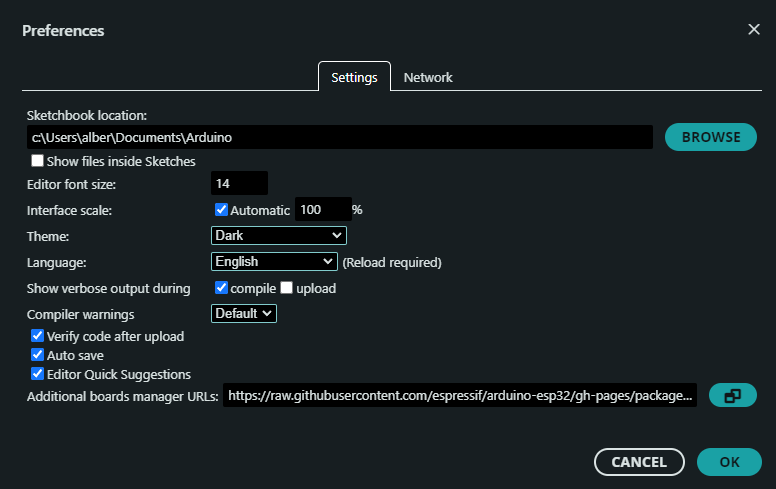 Preferences
Settings Network
Sketchbook location:
c:\Users\alber\Documents\Arduino BROWSE
Show files inside Sketches
Editor font size: 14
Interface scale: Automatic 100 %
Theme: Dark
Language: English (Reload required)
Show verbose output during compile upload
Compiler warnings Default
Verify code after upload
Auto save
Editor Quick Suggestions
Additional boards manager URLs: https://raw.githubusercontent.com/espressif/arduino-esp32/gh-pages/package...
CANCEL OK